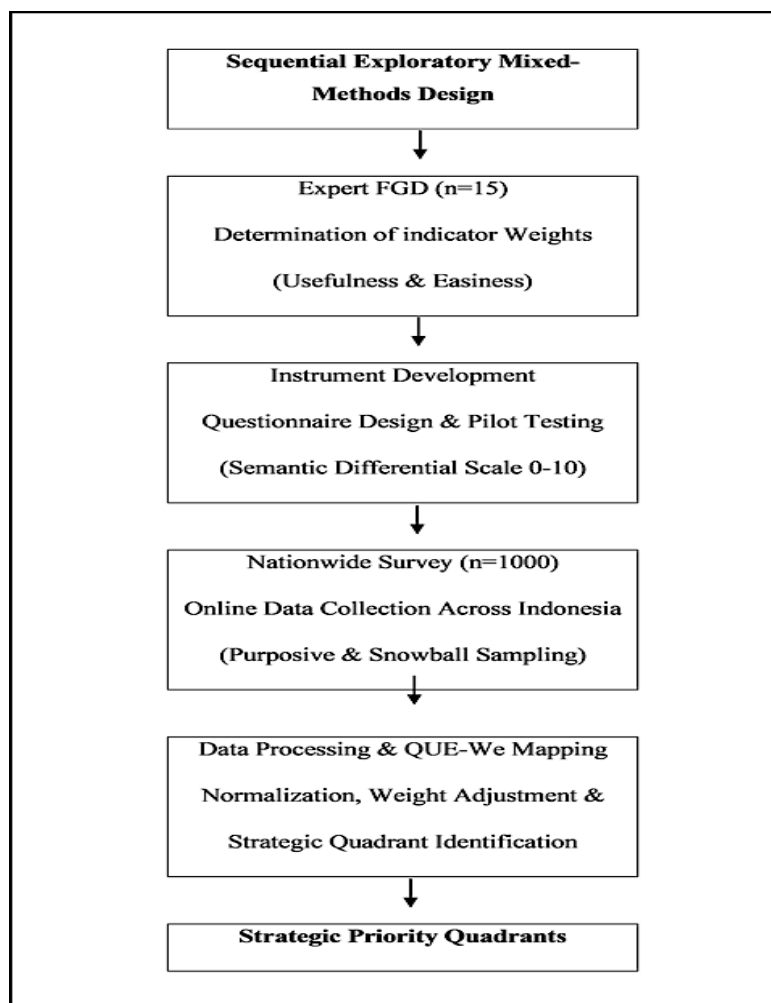 Sequential Exploratory Mixed-
Methods Design
Expert FGD (n=15)
Determination of indicator Weights
(Usefulness & Easiness)
Instrument Development
Questionnaire Design & Pilot Testing
(Semantic Differential Scale 0-10)
Nationwide Survey (n=1000)
Online Data Collection Across Indonesia
(Purposive & Snowball Sampling)
Data Processing & QUE-We Mapping
Normalization, Weight Adjustment &
Strategic Quadrant Identification
Strategic Priority Quadrants